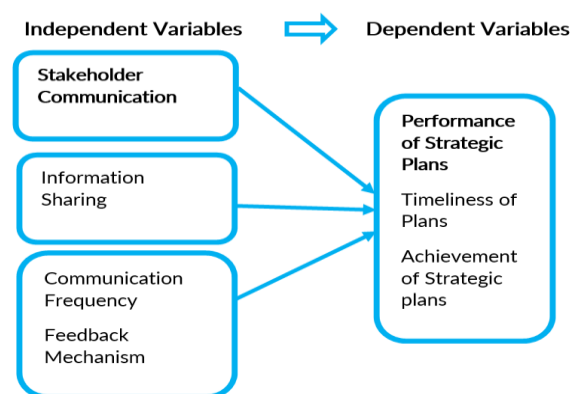 Independent Variables
Dependent Variables
Stakeholder
Communication
Information
Sharing
Communication
Frequency
Feedback
Mechanism
Performance
of Strategic
Plans
Timeliness of
Plans
Achievement
of Strategic
plans